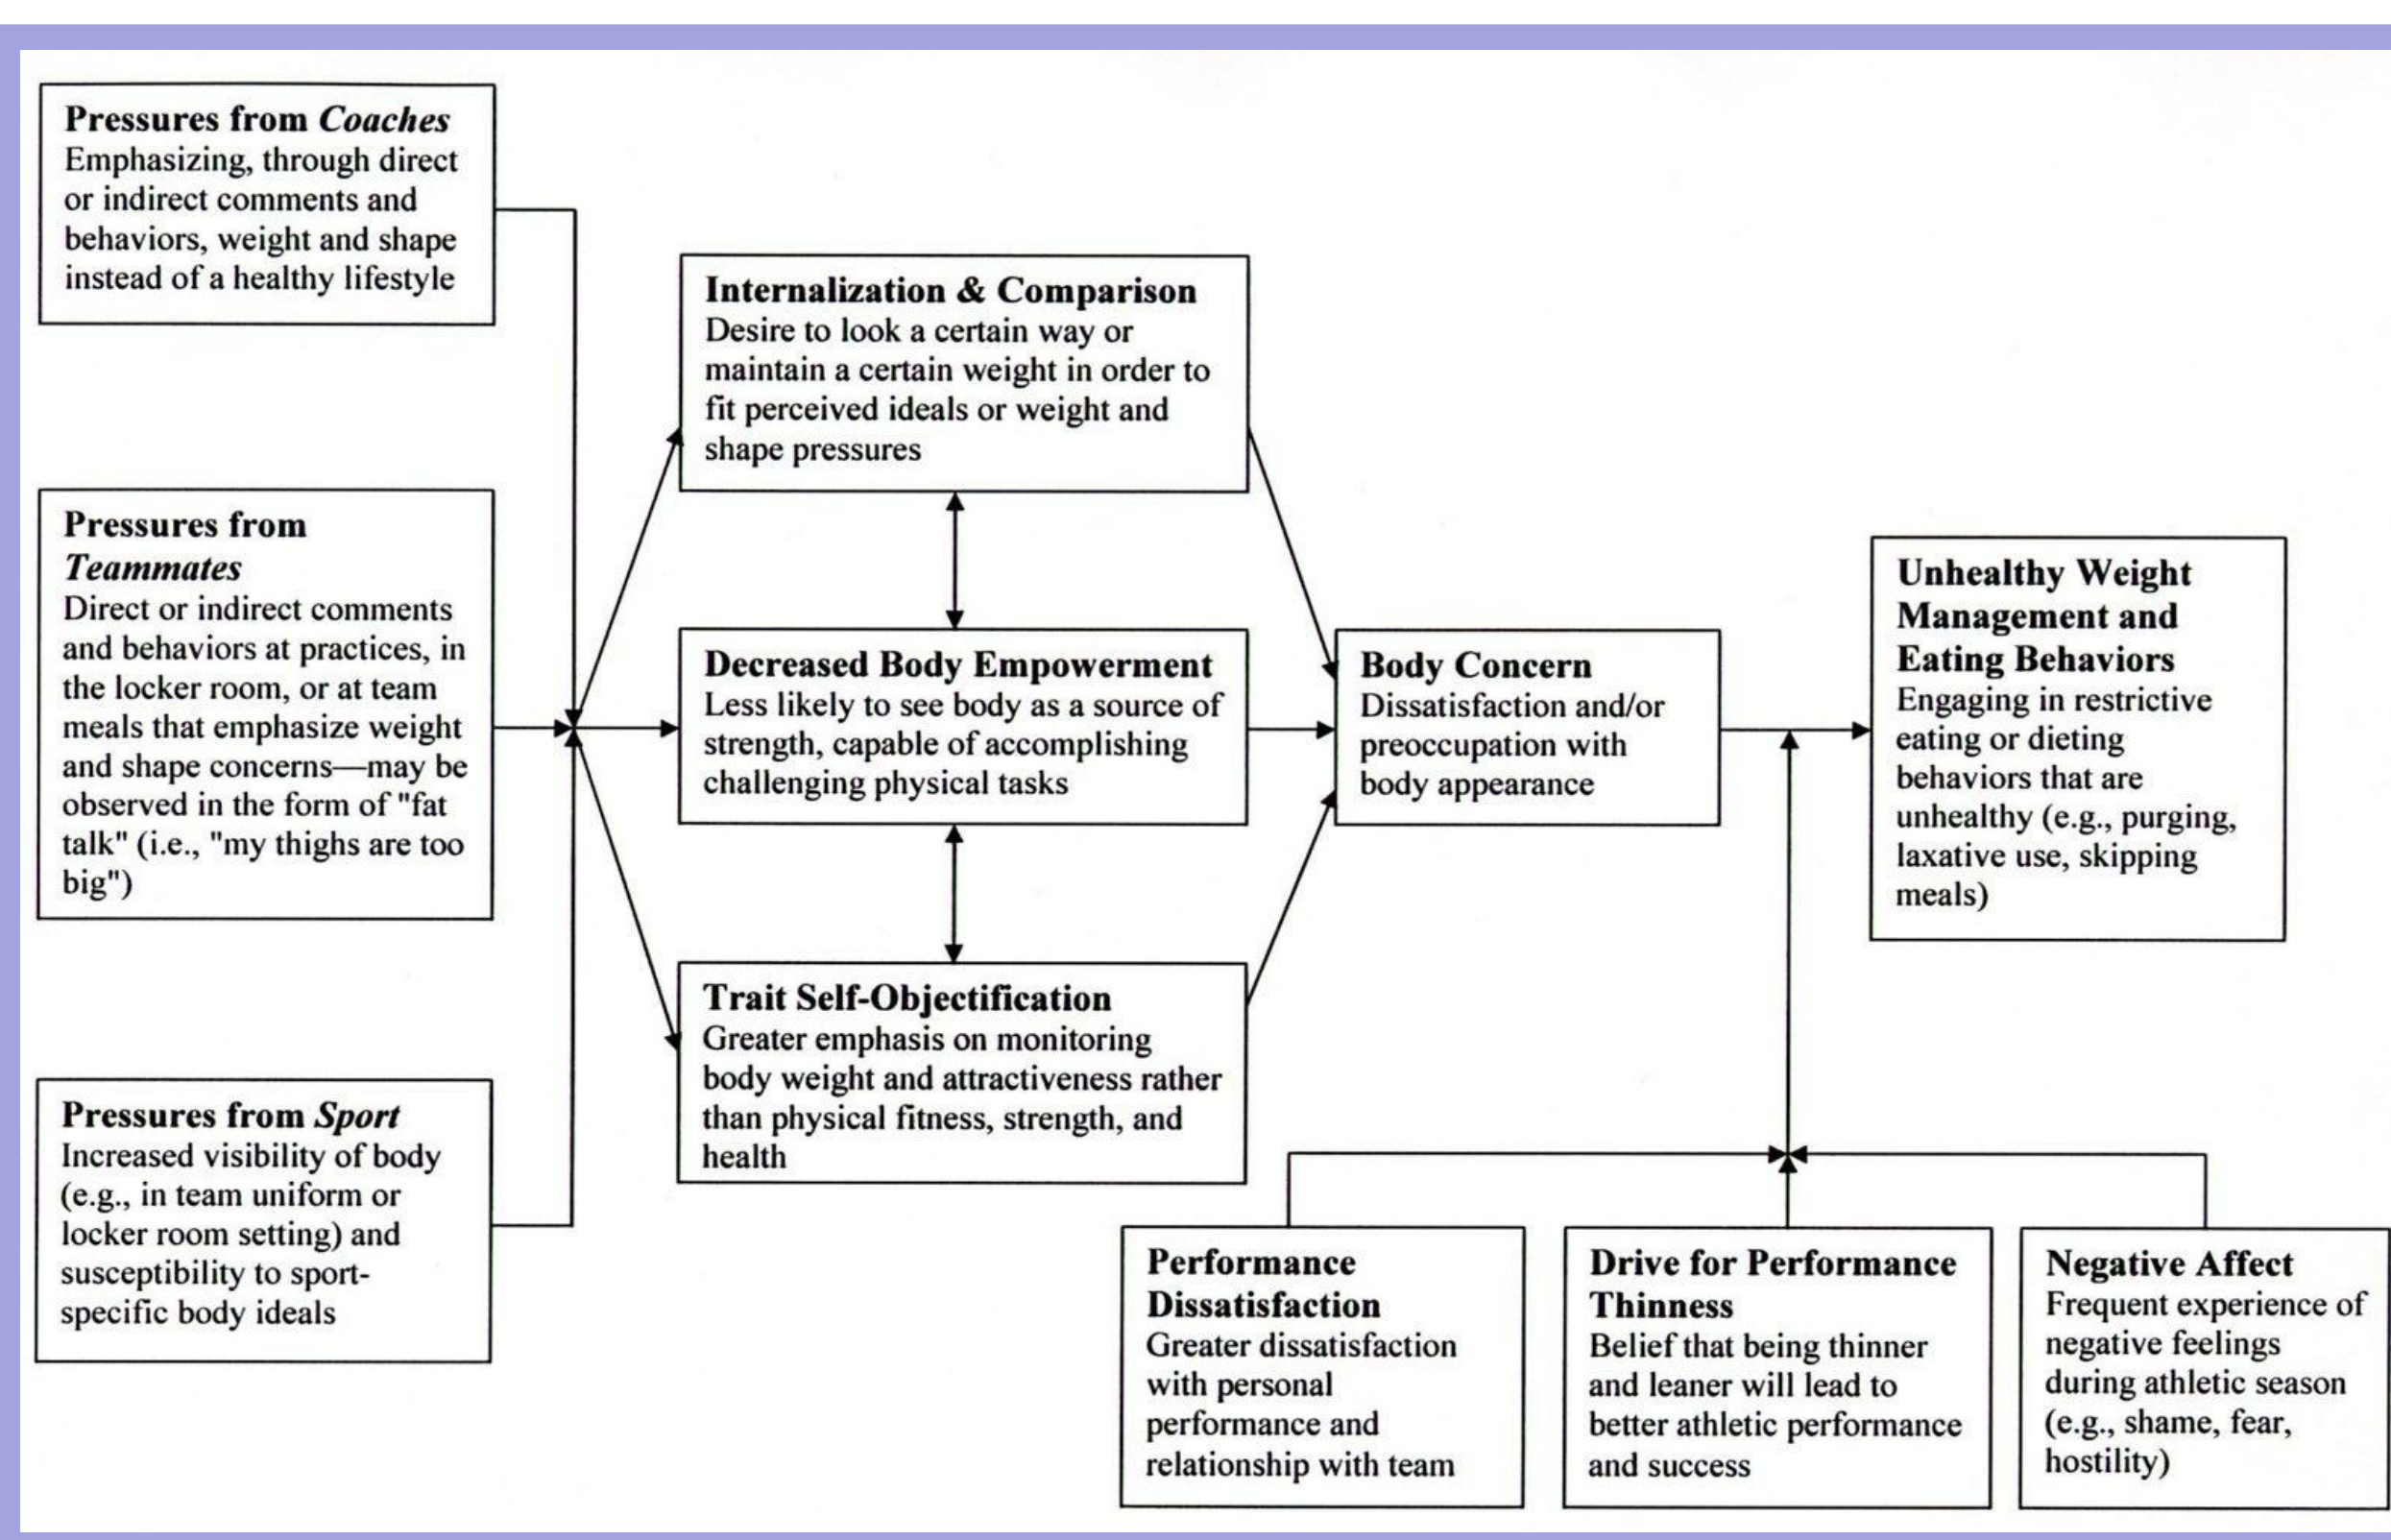 Pressures from Coaches
Emphasizing, through direct
or indirect comments and
behaviors, weight and shape
instead of a healthy lifestyle
Pressures from
Teammates
Direct or indirect comments
and behaviors at practices, in
the locker room, or at team
meals that emphasize weight
and shape concerns—may be
observed in the form of "fat
talk" (i.e., "my thighs are too
big")
Pressures from Sport
Increased visibility of body
(e.g., in team uniform or
locker room setting) and
susceptibility to sport-
specific body ideals
Internalization & Comparison
Desire to look a certain way or
maintain a certain weight in order to
fit perceived ideals or weight and
shape pressures
Decreased Body Empowerment
Less likely to see body as a source of
strength, capable of accomplishing
challenging physical tasks
Trait Self-Objectification
Greater emphasis on monitoring
body weight and attractiveness rather
than physical fitness, strength, and
health
Body Concern
Dissatisfaction and/or
preoccupation with
body appearance
Unhealthy Weight
Management and
Eating Behaviors
Engaging in restrictive
eating or dieting
behaviors that are
unhealthy (e.g., purging,
laxative use, skipping
meals)
Performance
Dissatisfaction
Greater dissatisfaction
with personal
performance and
relationship with team
Drive for Performance
Thinness
Belief that being thinner
and leaner will lead to
better athletic performance
and success
Negative Affect
Frequent experience of
negative feelings
during athletic season
(e.g., shame, fear,
hostility)